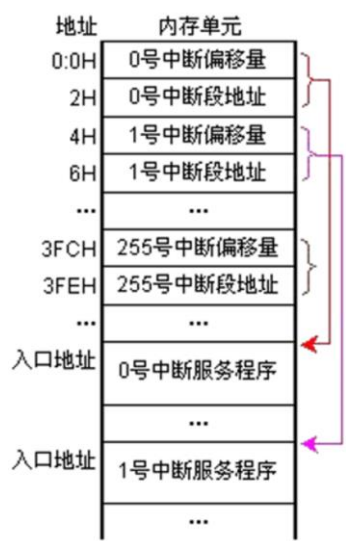 地址 内存单元
0:0H 0号中断偏移量
2H 0号中断段地址
4H 1号中断偏移量
6H 1号中断段地址
... ...
3FCH 255号中断偏移量
3FEH 255号中断段地址
... ...
入口地址 0号中断服务程序
...
入口地址 1号中断服务程序
...